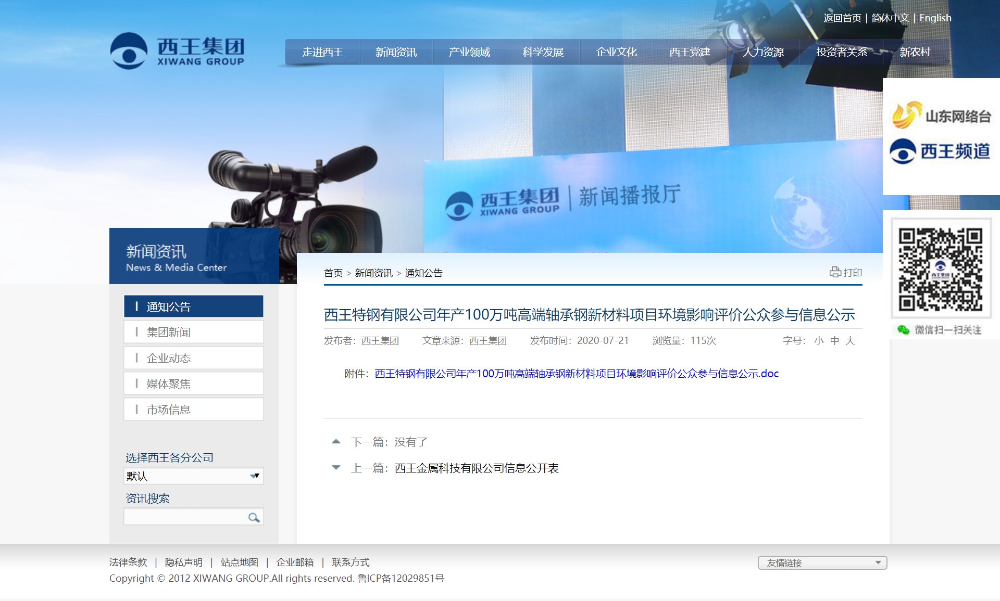 返回首页 | 简体中文 | English
西王集团
XIWANG GROUP
走进西王 新闻资讯 产业领域 科学发展 企业文化 西王党建 人力资源 投资者关系 新农村
山东网络台
西王频道
西王集团 | 新闻播报厅
XIWANG GROUP
新闻资讯
News & Media Center
首页 > 新闻资讯 > 通知公告
打印
通知公告
集团新闻
企业动态
媒体聚焦
市场信息
选择西王各分公司
默认
资讯搜索
西王特钢有限公司年产100万吨高端轴承钢新材料项目环境影响评价公众参与信息公示
发布者：西王集团 文章来源：西王集团 发布时间：2020-07-21 浏览量：115次 字号： 小 中 大
附件：西王特钢有限公司年产100万吨高端轴承钢新材料项目环境影响评价公众参与信息公示.doc
下一篇：没有了
上一篇：西王金属科技有限公司信息公开表
西王集团
微信扫一扫关注
法律条款 | 隐私声明 | 站点地图 | 企业邮箱 | 联系方式
友情链接
Copyright © 2012 XIWANG GROUP.All rights reserved. 鲁ICP备12029851号